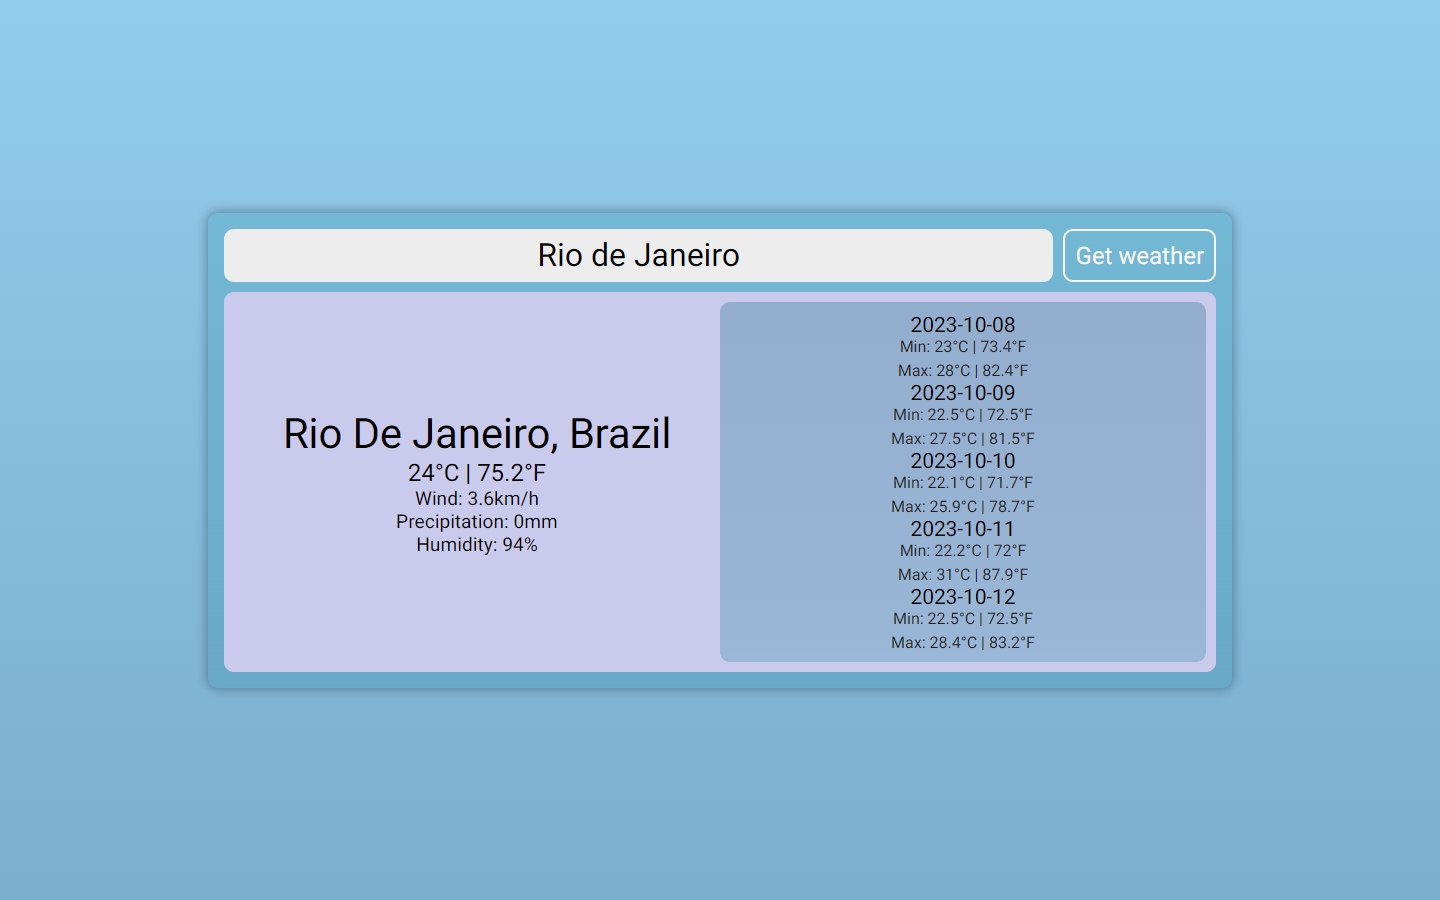 Rio de Janeiro
Get weather
Rio De Janeiro, Brazil
24°C | 75.2°F
Wind: 3.6km/h
Precipitation: 0mm
Humidity: 94%
2023-10-08
Min: 23°C | 73.4°F
Max: 28°C | 82.4°F
2023-10-09
Min: 22.5°C | 72.5°F
Max: 27.5°C | 81.5°F
2023-10-10
Min: 22.1°C | 71.7°F
Max: 25.9°C | 78.7°F
2023-10-11
Min: 22.2°C | 72°F
Max: 31°C | 87.9°F
2023-10-12
Min: 22.5°C | 72.5°F
Max: 28.4°C | 83.2°F